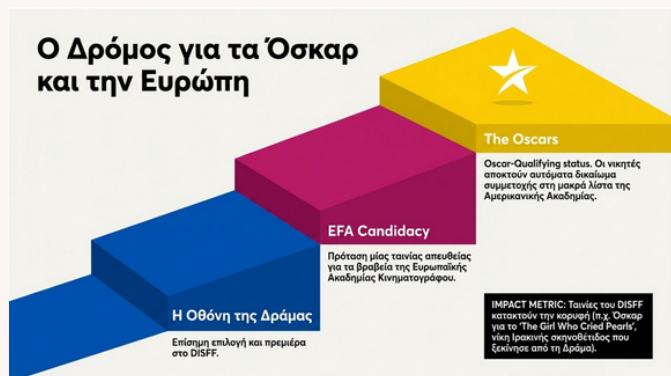 Ο Δρόμος για τα Όσκαρ
και την Ευρώπη
The Oscars
Oscar-Qualifying status. Οι νικητές
αποκτούν αυτόματα δικαίωμα
συμμετοχής στη μακρά λίστα της
Αμερικανικής Ακαδημίας.
EFA Candidacy
Πρόταση μίας ταινίας απευθείας
για τα βραβεία της Ευρωπαϊκής
Ακαδημίας Κινηματογράφου.
Η Οθόνη της Δράμας
Επίσημη επιλογή και πρεμιέρα
στο DISFF.
IMPACT METRIC: Ταινίες του DISFF
κατακτούν την κορυφή (π.χ. Όσκαρ
για το 'The Girl Who Cried Pearls',
νίκη Ιρακινής σκηνοθέτιδος που
ξεκίνησε από τη Δράμα).